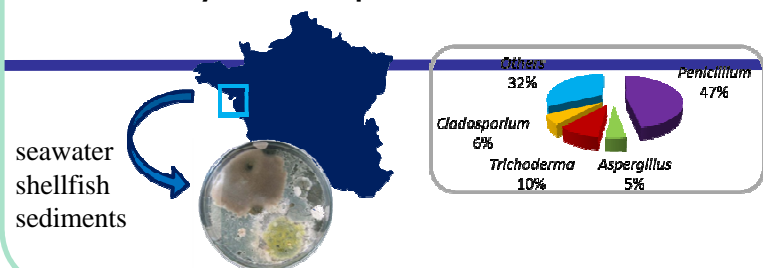 seawater
shellfish
sediments
Others
32%
Penicillium
47%
Cladosporium
6%
Trichoderma
10%
Aspergillus
5%